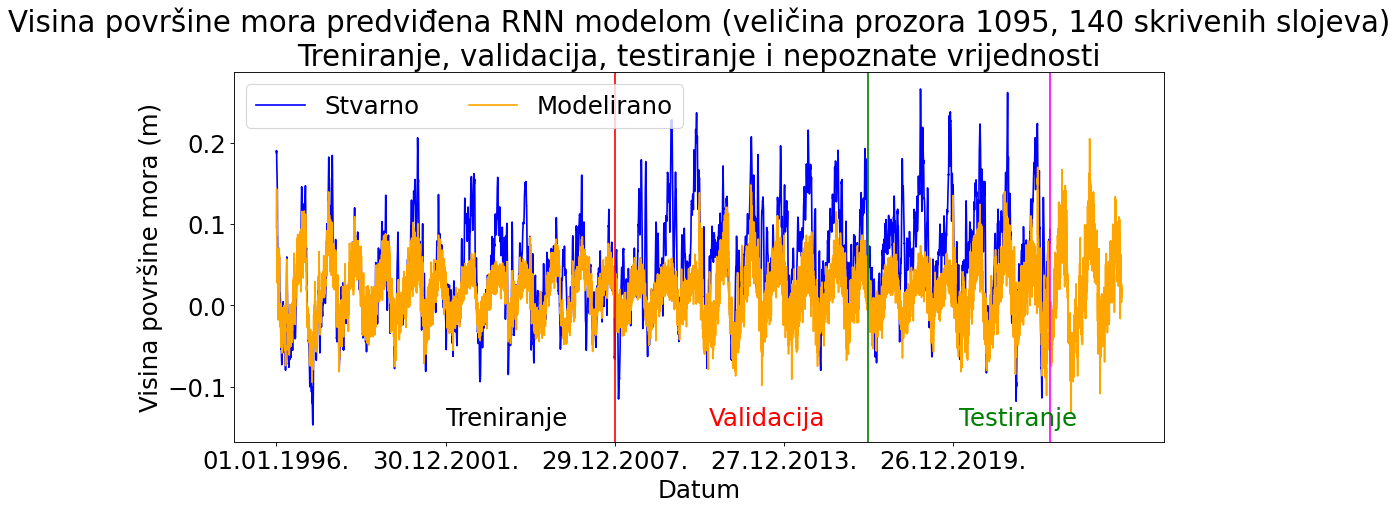 Visina površine mora predviđena RNN modelom (veličina prozora 1095, 140 skrivenih slojeva)
Treniranje, validacija, testiranje i nepoznate vrijednosti
Stvarno
Modelirano
Visina površine mora (m)
0.2
0.1
0.0
−0.1
Treniranje
Validacija
Testiranje
01.01.1996.
30.12.2001.
29.12.2007.
27.12.2013.
26.12.2019.
Datum